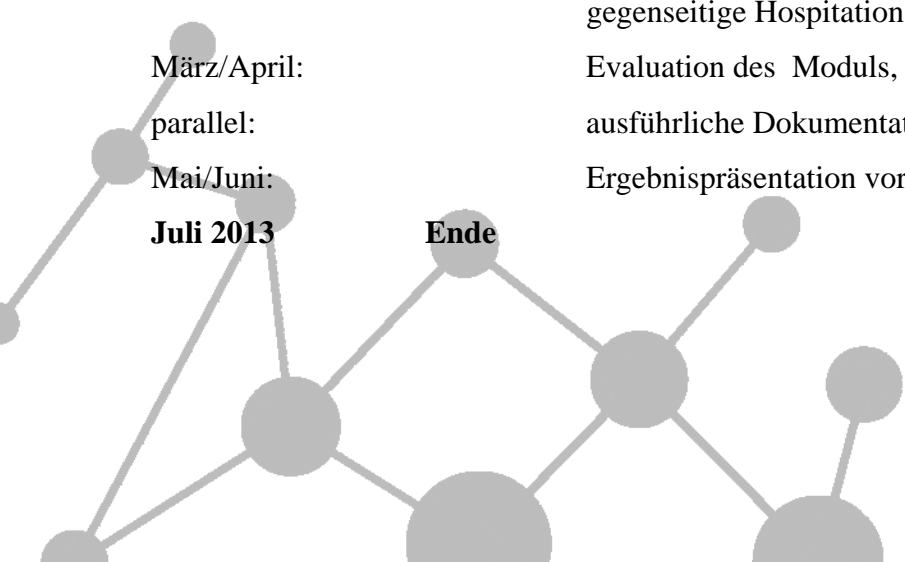 gegenseitige Hospitation
März/April: Evaluation des Moduls,
parallel: ausführliche Dokumentat
Mai/Juni: Ergebnispräsentation vor
Juli 2013 Ende